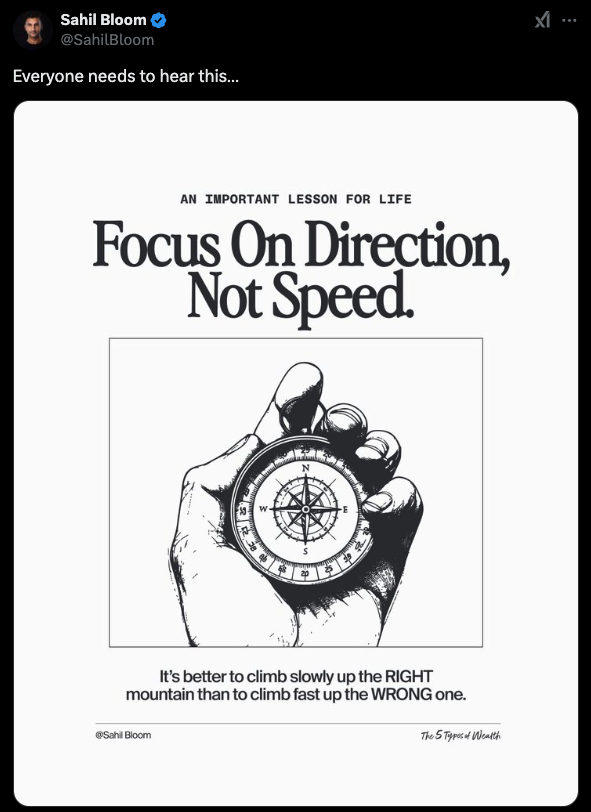 Sahil Bloom
@SahilBloom
Everyone needs to hear this...
AN IMPORTANT LESSON FOR LIFE
Focus On Direction,
Not Speed.
N
W E
S
It's better to climb slowly up the RIGHT
mountain than to climb fast up the WRONG one.
@Sahil Bloom
The 5 Types of Wealth